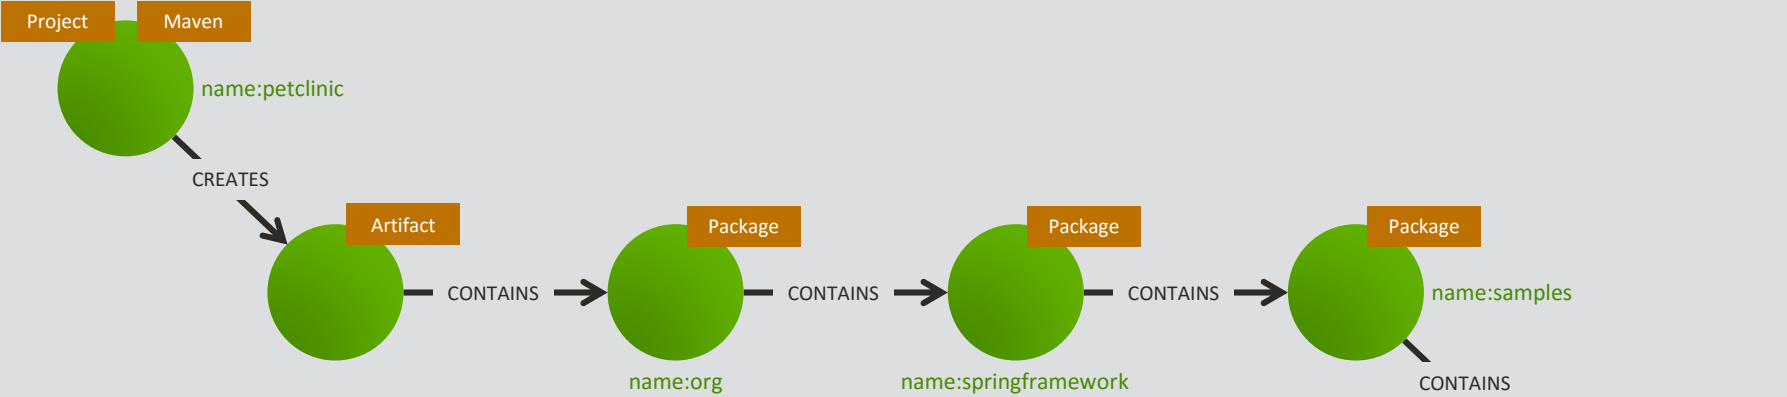 Project
Maven
name:petclinic
CREATES
Artifact
Package
Package
Package
CONTAINS
CONTAINS
CONTAINS
name:samples
name:org
name:springframework
CONTAINS